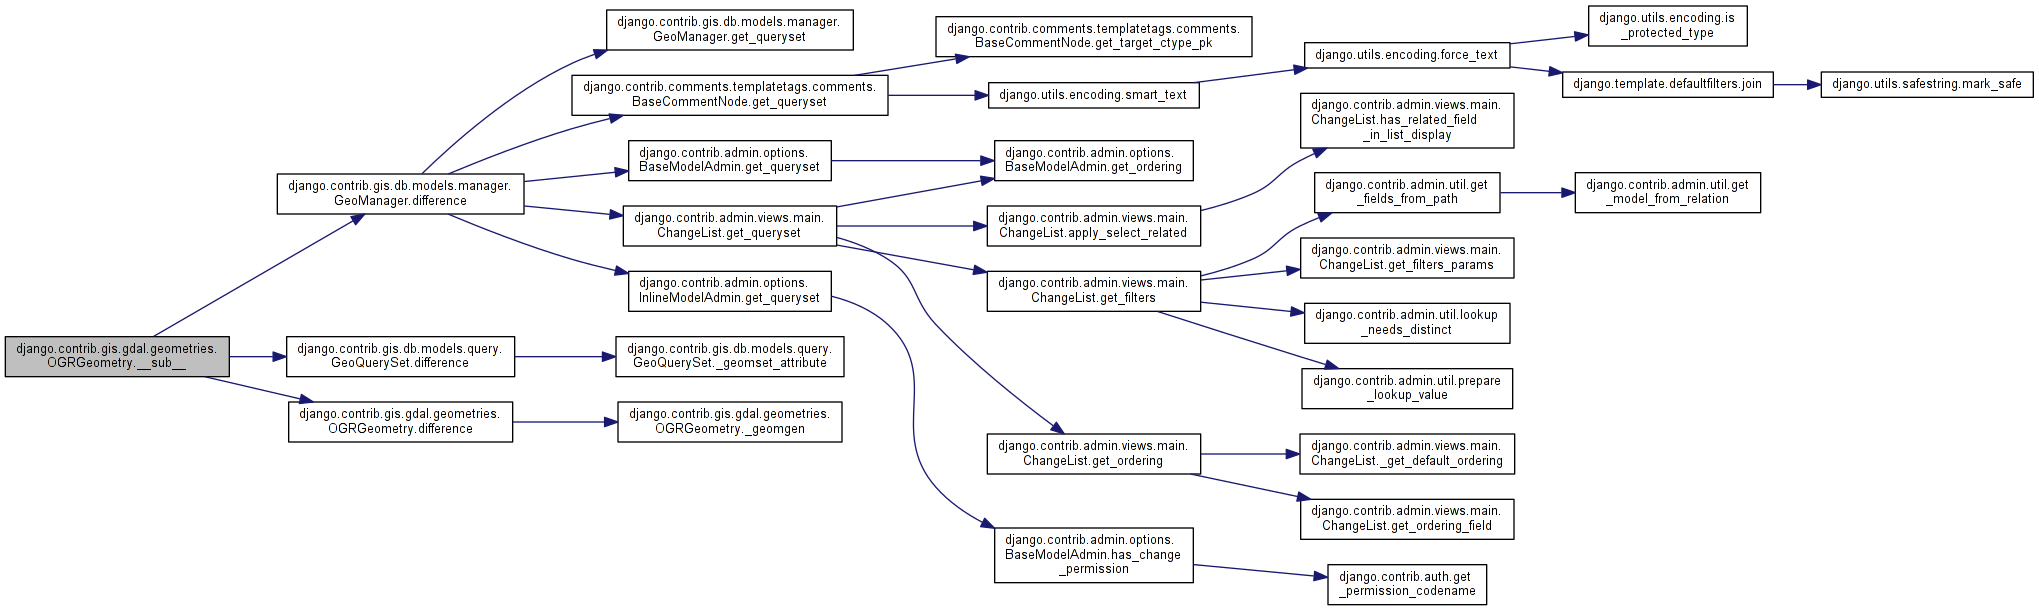 django.contrib.gis.gdal.geometries.
OGRGeometry.__sub__
django.contrib.gis.db.models.manager.
GeoManager.difference
django.contrib.gis.db.models.query.
GeoQuerySet.difference
django.contrib.gis.gdal.geometries.
OGRGeometry.difference
django.contrib.gis.db.models.manager.
GeoManager.get_queryset
django.contrib.comments.templatetags.comments.
BaseCommentNode.get_queryset
django.contrib.admin.options.
BaseModelAdmin.get_queryset
django.contrib.admin.views.main.
ChangeList.get_queryset
django.contrib.admin.options.
InlineModelAdmin.get_queryset
django.contrib.gis.db.models.query.
GeoQuerySet._geomset_attribute
django.contrib.gis.gdal.geometries.
OGRGeometry._geomgen
django.contrib.comments.templatetags.comments.
BaseCommentNode.get_target_ctype_pk
django.utils.encoding.smart_text
django.contrib.admin.options.
BaseModelAdmin.get_ordering
django.contrib.admin.views.main.
ChangeList.apply_select_related
django.contrib.admin.views.main.
ChangeList.get_filters
django.contrib.admin.views.main.
ChangeList.get_ordering
django.contrib.admin.options.
BaseModelAdmin.has_change
_permission
django.utils.encoding.force_text
django.contrib.admin.views.main.
ChangeList.has_related_field
_in_list_display
django.contrib.admin.util.get
_fields_from_path
django.contrib.admin.views.main.
ChangeList.get_filters_params
django.contrib.admin.util.lookup
_needs_distinct
django.contrib.admin.util.prepare
_lookup_value
django.contrib.admin.views.main.
ChangeList._get_default_ordering
django.contrib.admin.views.main.
ChangeList.get_ordering_field
django.contrib.auth.get
_permission_codename
django.utils.encoding.is
_protected_type
django.template.defaultfilters.join
django.contrib.admin.util.get
_model_from_relation
django.utils.safestring.mark_safe